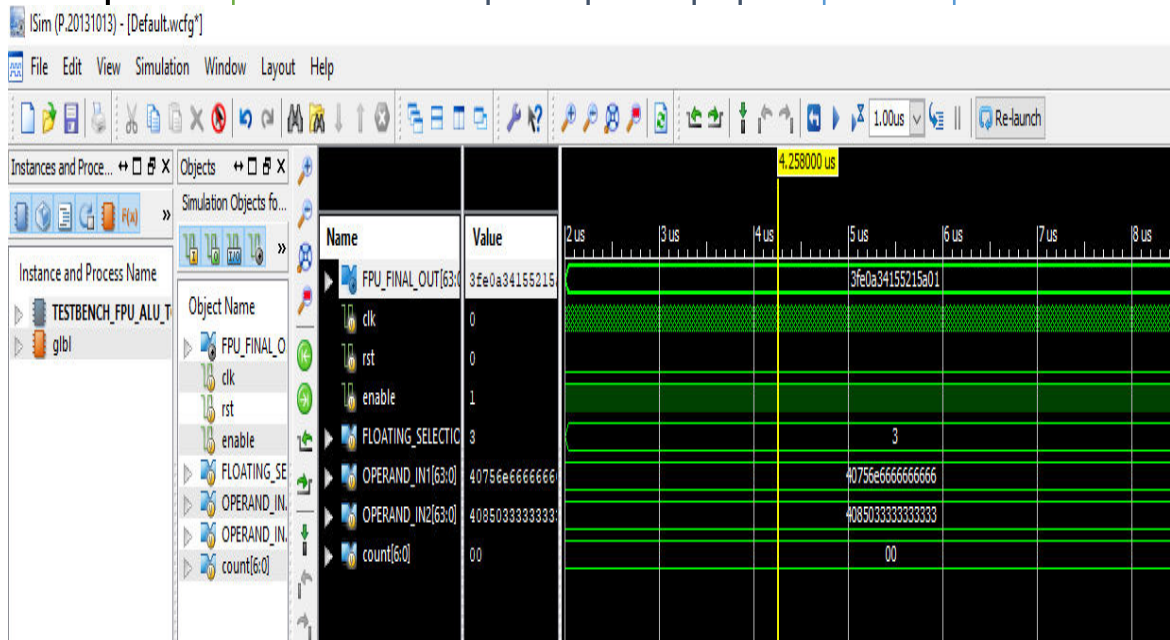 ISim (P.20131013) - [Default.wcfg*]
File Edit View Simulation Window Layout Help
1.00us Re-launch
Instances and Proce...
Objects
Simulation Objects fo...
F(x)
»
»
Instance and Process Name
TESTBENCH_FPU_ALU_T
glbl
Object Name
FPU_FINAL_O
clk
rst
enable
FLOATING_SE
OPERAND_IN.
OPERAND_IN.
count[6:0]
4.258000 us
Name Value 2 us 3 us 4 us 5 us 6 us 7 us 8 us
FPU_FINAL_OUT[63:0 3fe0a34155215 3fe0a34155215a01
clk 0
rst 0
enable 1
FLOATING_SELECTIO 3 3
OPERAND_IN1[63:0] 40756e6666666 40756e6666666666
OPERAND_IN2[63:0] 4085033333333 4085033333333333
count[6:0] 00 00